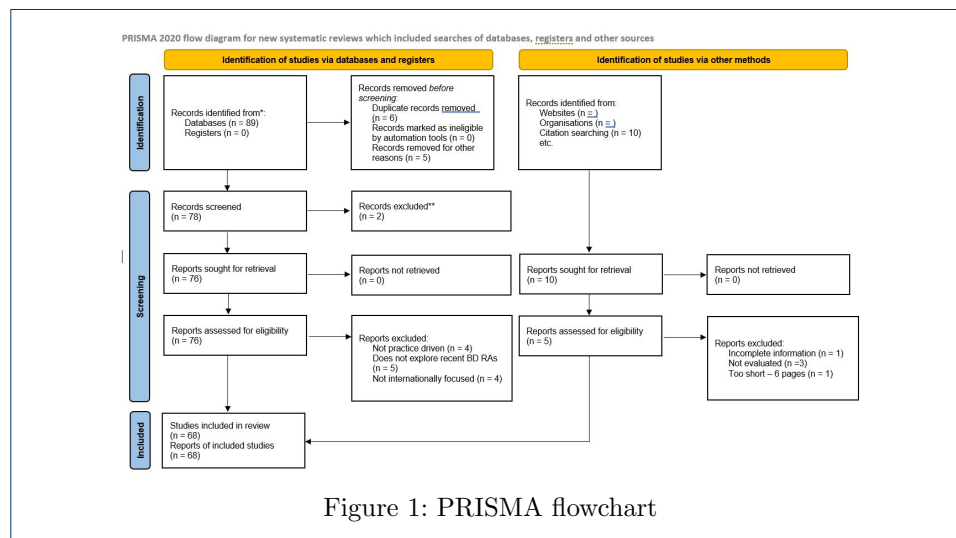 PRISMA 2020 flow diagram for new systematic reviews which included searches of databases, registers and other sources
Identification of studies via databases and registers
Identification of studies via other methods
Identification
Records identified from*:
Databases (n = 89)
Registers (n = 0)
Records removed before
screening:
Duplicate records removed
(n = 6)
Records marked as ineligible
by automation tools (n = 0)
Records removed for other
reasons (n = 5)
Records identified from:
Websites (n = )
Organisations (n = )
Citation searching (n = 10)
etc.
Screening
Records screened
(n = 78)
Records excluded**
(n = 2)
Reports sought for retrieval
(n = 76)
Reports not retrieved
(n = 0)
Reports sought for retrieval
(n = 10)
Reports not retrieved
(n = 0)
Reports assessed for eligibility
(n = 76)
Reports excluded:
Not practice driven (n = 4)
Does not explore recent BD RAs
(n = 5)
Not internationally focused (n = 4)
Reports assessed for eligibility
(n = 5)
Reports excluded:
Incomplete information (n = 1)
Not evaluated (n =3)
Too short – 6 pages (n = 1)
Included
Studies included in review
(n = 68)
Reports of included studies
(n = 68)
Figure 1: PRISMA flowchart